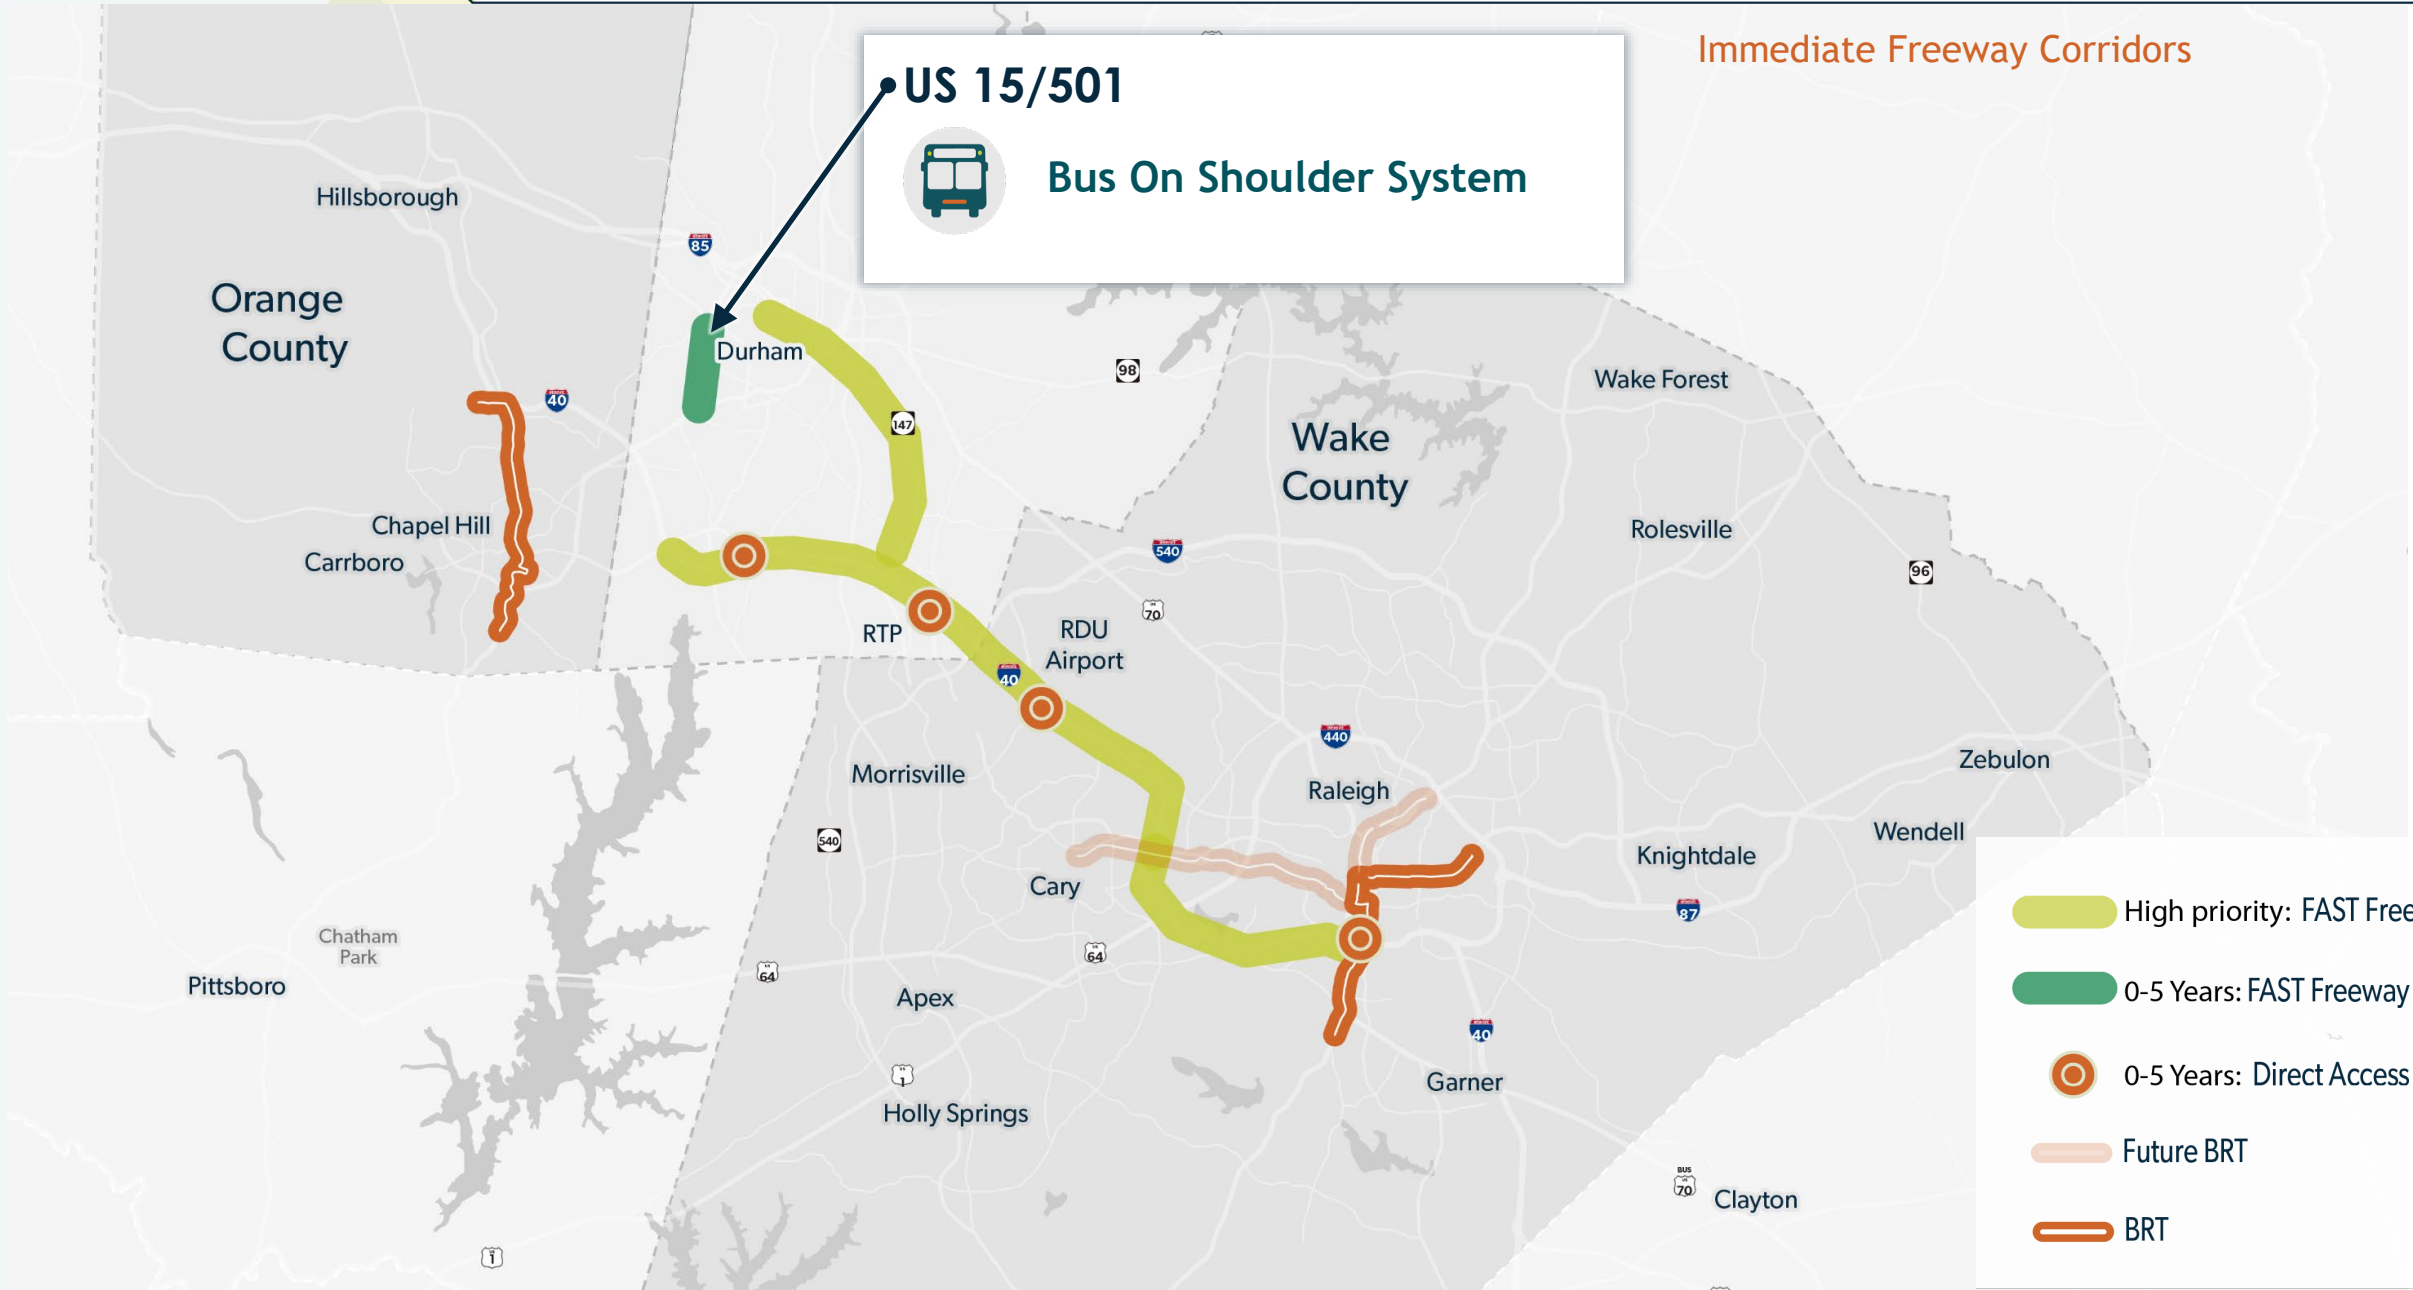 Immediate Freeway Corridors
US 15/501
Bus On Shoulder System
Hillsborough
85
Orange
County
Durham
98
Wake Forest
40
147
Wake
County
Chapel Hill
Carrboro
540
Rolesville
96
70
RTP
RDU
Airport
40
440
Morrisville
Raleigh
Zebulon
540
Wendell
Knightdale
Cary
87
Chatham
Park
64
64
Pittsboro
Apex
40
1
Garner
Holly Springs
BUS
70
Clayton
1
High priority: FAST Free
0-5 Years: FAST Freeway
0-5 Years: Direct Access
Future BRT
BRT